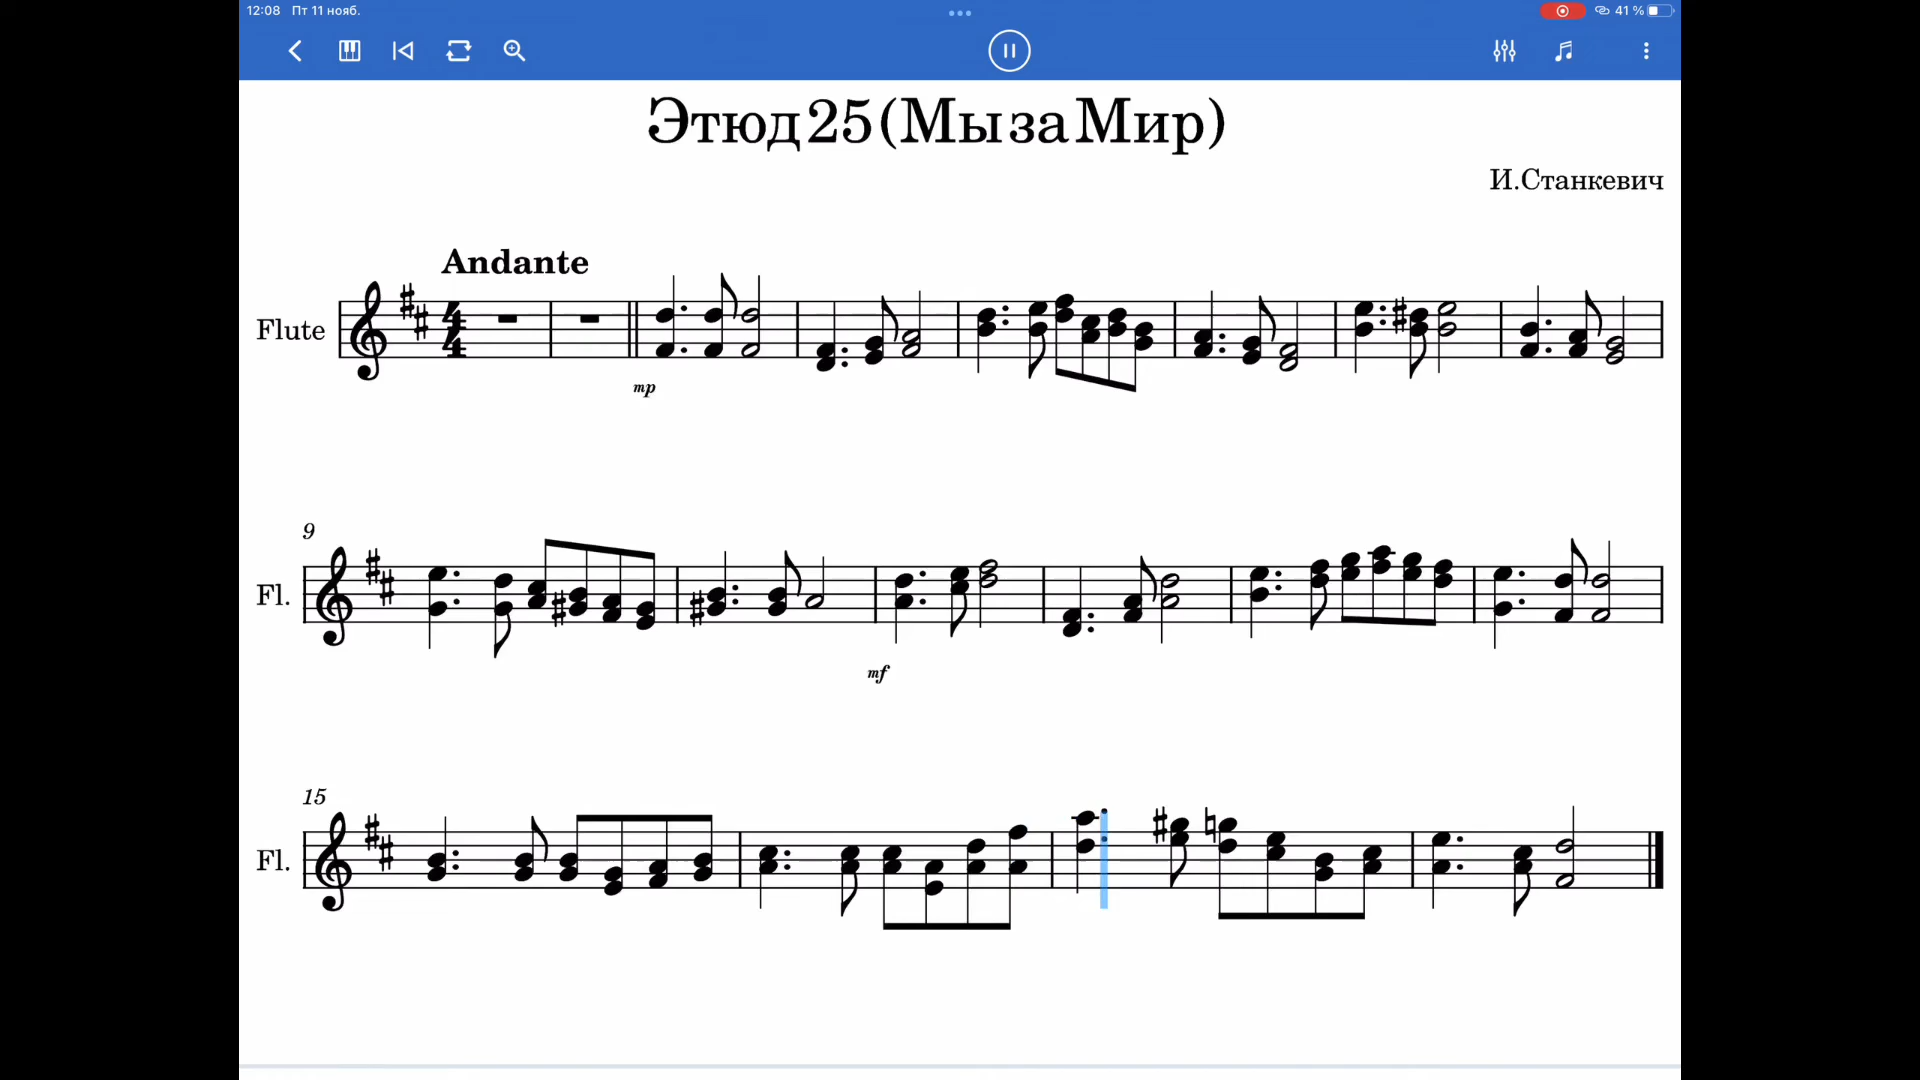 12:08 Пт 11 нояб.
41 %
Этюд 25 (Мы за Мир)
И.Станкевич
Andante
Flute
mp
9
Fl.
mf
15
Fl.